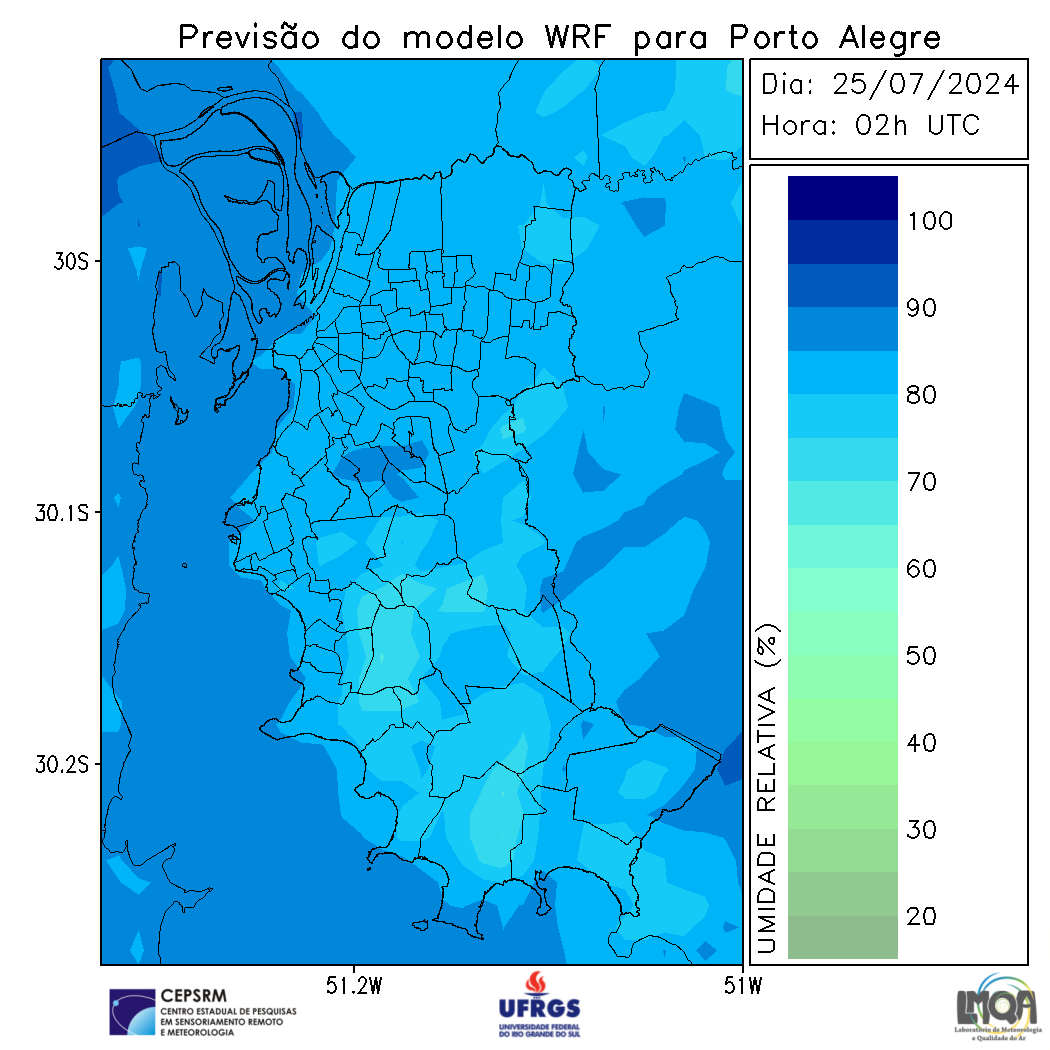 Previsão do modelo WRF para Porto Alegre
Dia: 25/07/2024
Hora: 02h UTC
30S
30.1S
30.2S
51.2W
51W
UMIDADE RELATIVA (%)
100
90
80
70
60
50
40
30
20
CEPSRM
CENTRO ESTADUAL DE PESQUISAS
EM SENSORIAMENTO REMOTO
E METEOROLOGIA
UFRGS
UNIVERSIDADE FEDERAL
DO RIO GRANDE DO SUL
LMQA
Laboratório de Meteorologia
e Qualidade do Ar